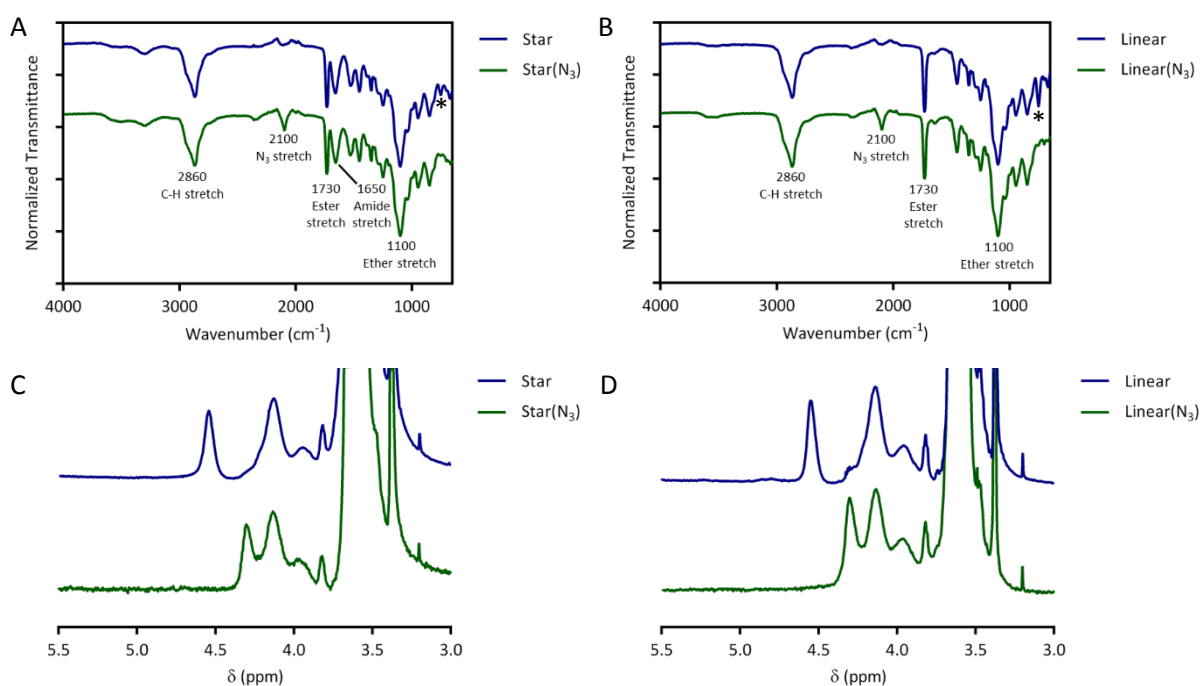 A
Star
Star(N3)
Normalized Transmittance
*
2100
N3 stretch
2860
C-H stretch
1730
Ester
stretch
1650
Amide
stretch
1100
Ether stretch
4000
3000
2000
1000
Wavenumber (cm-1)
B
Linear
Linear(N3)
Normalized Transmittance
*
2100
N3 stretch
2860
C-H stretch
1730
Ester
stretch
1100
Ether stretch
4000
3000
2000
1000
Wavenumber (cm-1)
C
Star
Star(N3)
5.5
5.0
4.5
4.0
3.5
3.0
δ (ppm)
D
Linear
Linear(N3)
5.5
5.0
4.5
4.0
3.5
3.0
δ (ppm)